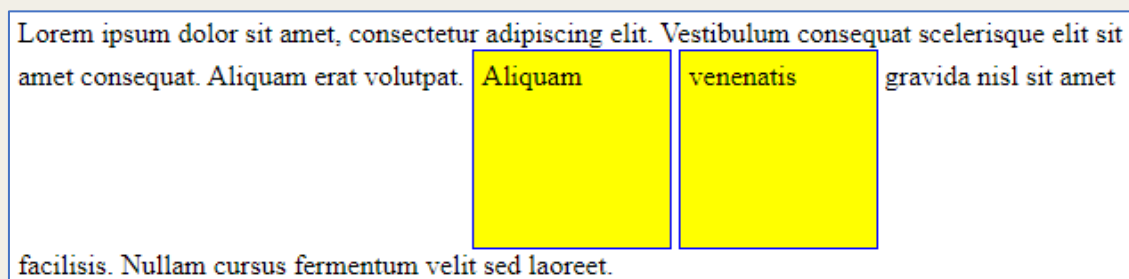 Lorem ipsum dolor sit amet, consectetur adipiscing elit. Vestibulum consequat scelerisque elit sit
amet consequat. Aliquam erat volutpat. Aliquam venenatis gravida nisl sit amet
facilisis. Nullam cursus fermentum velit sed laoreet.